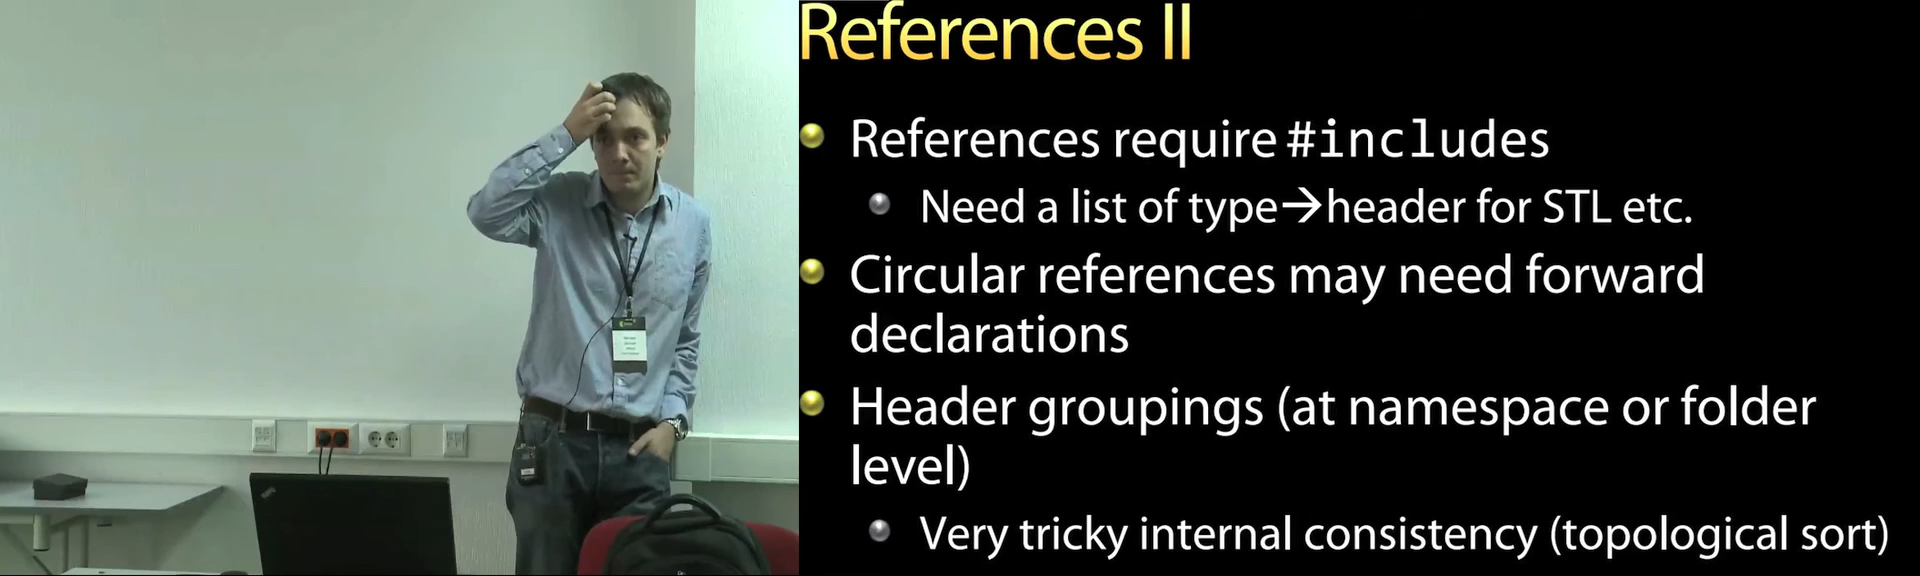 References II
References require #includes
Need a list of type→header for STL etc.
Circular references may need forward
declarations
Header groupings (at namespace or folder
level)
Very tricky internal consistency (topological sort)